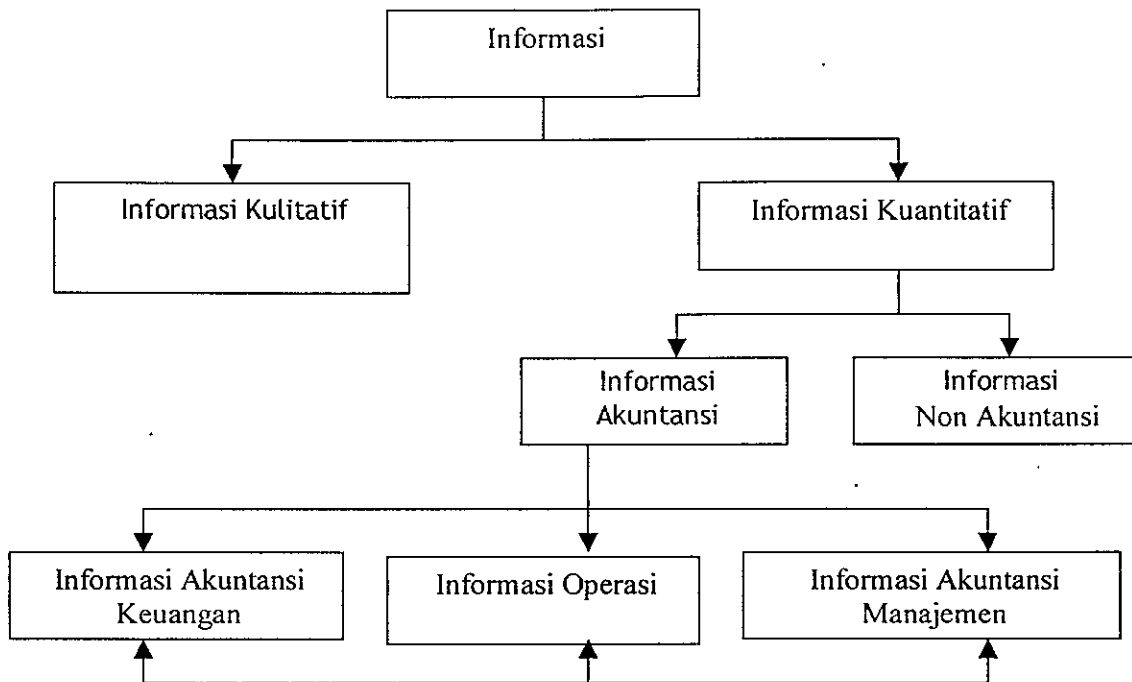 Informasi
Informasi Kulitatif
Informasi Kuantitatif
Informasi
Akuntansi
Informasi
Non Akuntansi
Informasi Akuntansi
Keuangan
Informasi Operasi
Informasi Akuntansi
Manajemen